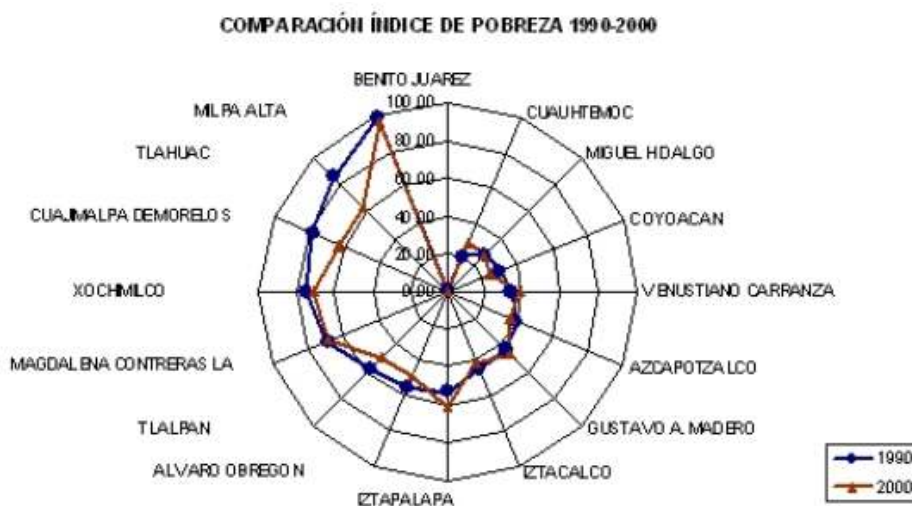 COMPARACIÓN ÍNDICE DE POBREZA 1990-2000
BENITO JUAREZ
MILPA ALTA
100.00
CUAUHTEMOC
80.00
TLAHUAC
MIGUEL HIDALGO
60.00
CUAJIMALPA DE MORELOS
40.00
COYOACAN
20.00
XOCHIMILCO
0.00
VENUSTIANO CARRANZA
MAGDALENA CONTRERAS LA
AZCAPOTZALCO
TLALPAN
GUSTAVO A. MADERO
ALVARO OBREGON
IZTACALCO
IZTAPALAPA
1990
2000